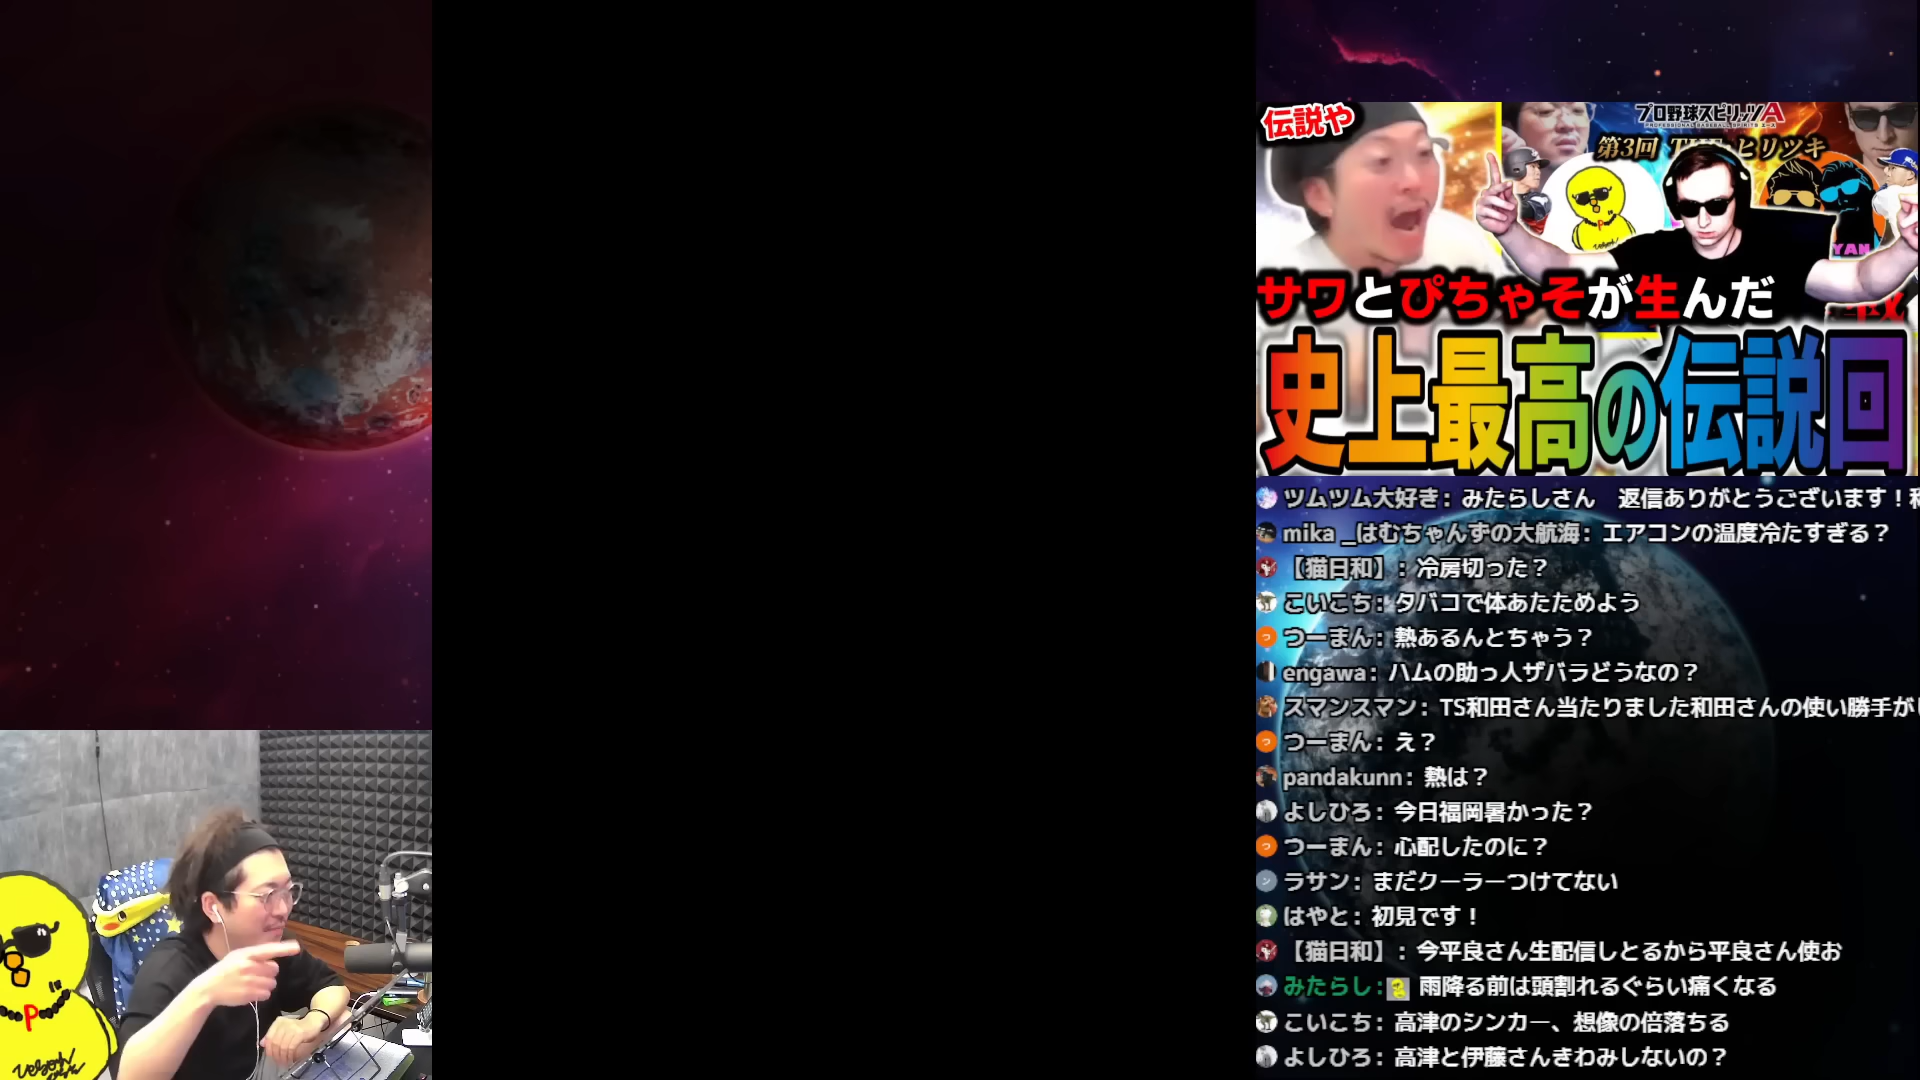 伝説や
プロ野球スピリッツA
PROFESSIONAL BASEBALL SPIRITS エース
第3回 THE ヒリツキ
YAN
サワとぴちゃそが生んだ
史上最高の伝説回
ツムツム大好き: みたらしさん 返信ありがとうございます！
mika _はむちゃんずの大航海: エアコンの温度冷たすぎる？
【猫日和】: 冷房切った？
こいこち: タバコで体あたためよう
つーまん: 熱あるんとちゃう？
engawa: ハムの助っ人ザバラどうなの？
スマンスマン: TS和田さん当たりました和田さんの使い勝手が
つーまん: え？
pandakunn: 熱は？
よしひろ: 今日福岡暑かった？
つーまん: 心配したのに？
ラサン: まだクーラーつけてない
はやと: 初見です！
【猫日和】: 今平良さん生配信しとるから平良さん使お
みたらし: 雨降る前は頭割れるぐらい痛くなる
こいこち: 高津のシンカー、想像の倍落ちる
よしひろ: 高津と伊藤さんきわみしないの？
P